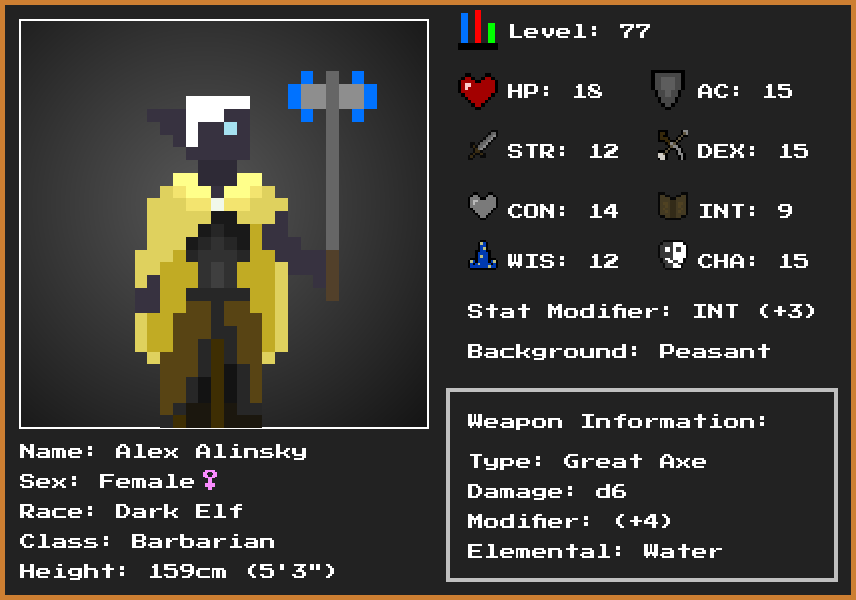 Level: 77
HP: 18 AC: 15
STR: 12 DEX: 15
CON: 14 INT: 9
WIS: 12 CHA: 15
Stat Modifier: INT (+3)
Background: Peasant
Weapon Information:
Type: Great Axe
Damage: d6
Modifier: (+4)
Elemental: Water
Name: Alex Alinsky
Sex: Female♀
Race: Dark Elf
Class: Barbarian
Height: 159cm (5'3")